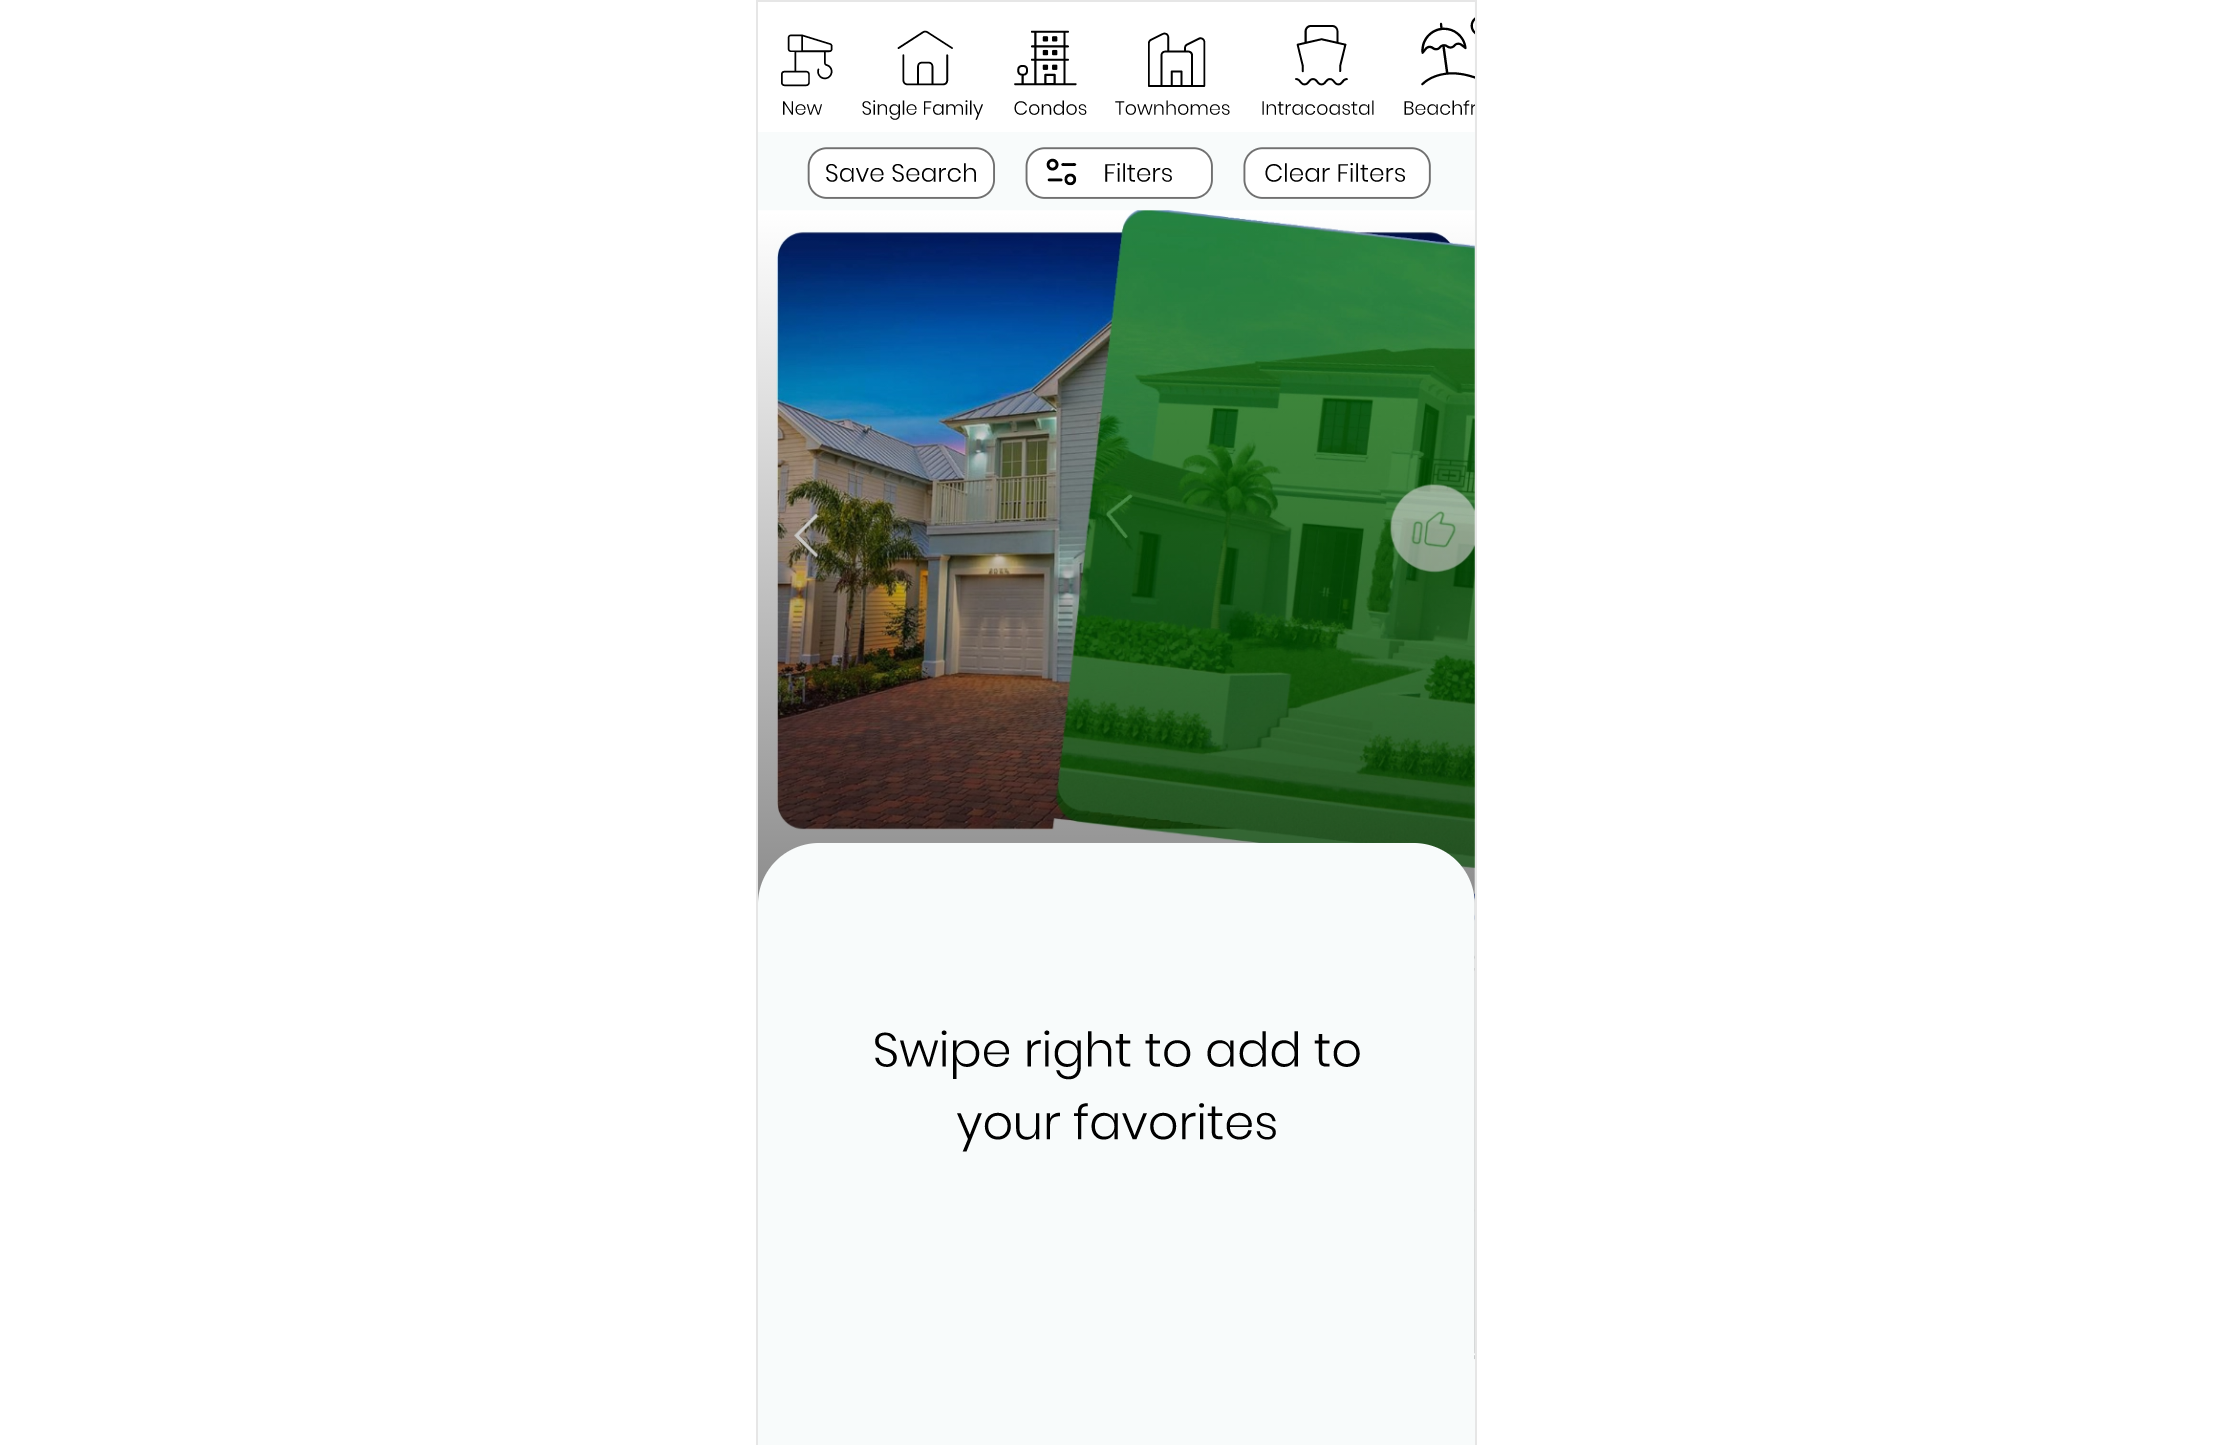 New
Single Family
Condos
Townhomes
Intracoastal
Beachfr
Save Search
Filters
Clear Filters
Swipe right to add to
your favorites